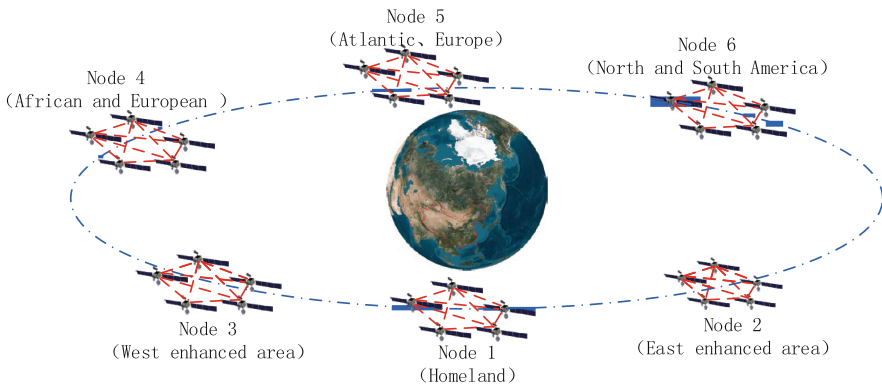 Node 5
(Atlantic、Europe)
Node 6
(North and South America)
Node 4
(African and European )
Node 3
(West enhanced area)
Node 1
(Homeland)
Node 2
(East enhanced area)